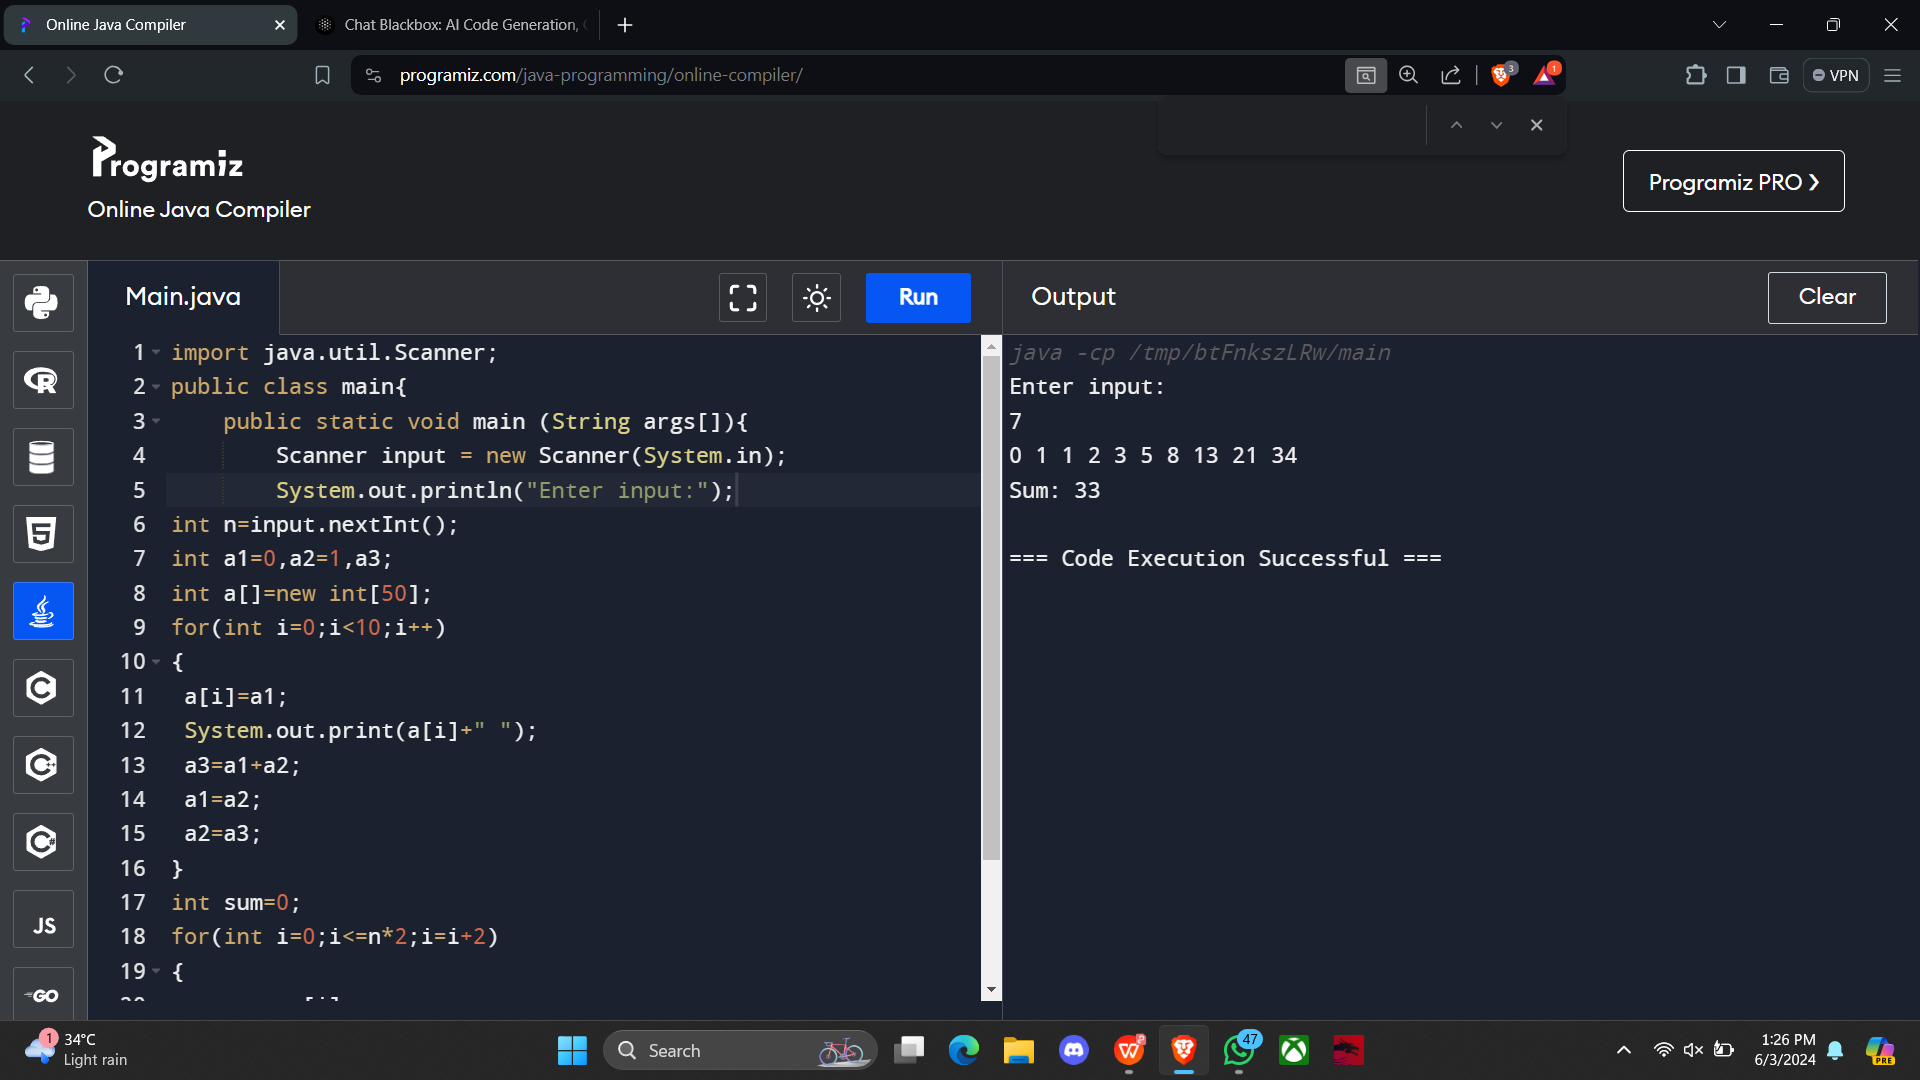 Online Java Compiler
Chat Blackbox: AI Code Generation,
programiz.com/java-programming/online-compiler/
3
1
VPN
Programiz
Online Java Compiler
Programiz PRO ❯
Main.java
Run
Output
Clear
1 import java.util.Scanner;
2 public class main{
3     public static void main (String args[]){
4         Scanner input = new Scanner(System.in);
5         System.out.println("Enter input:");
6 int n=input.nextInt();
7 int a1=0,a2=1,a3;
8 int a[]=new int[50];
9 for(int i=0;i<10;i++)
10 {
11  a[i]=a1;
12  System.out.print(a[i]+" ");
13  a3=a1+a2;
14  a1=a2;
15  a2=a3;
16 }
17 int sum=0;
18 for(int i=0;i<=n*2;i=i+2)
19 {
java -cp /tmp/btFnkszLRw/main
Enter input:
7
0 1 1 2 3 5 8 13 21 34
Sum: 33
=== Code Execution Successful ===
JS
GO
1
34°C
Light rain
Search
47
1:26 PM
6/3/2024
PRE